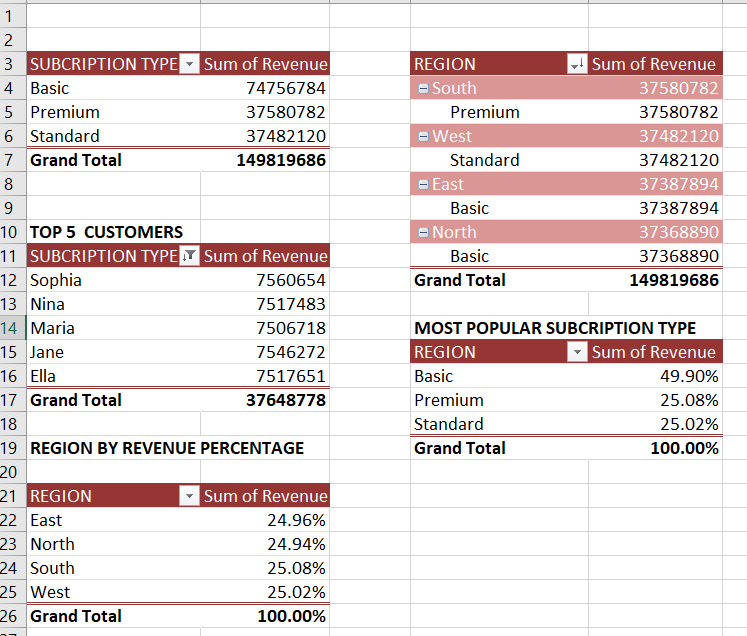 1
2
3 SUBCRIPTION TYPE Sum of Revenue REGION Sum of Revenue
4 Basic 74756784 South 37580782
5 Premium 37580782 Premium 37580782
6 Standard 37482120 West 37482120
7 Grand Total 149819686 Standard 37482120
8 East 37387894
9 Basic 37387894
10 TOP 5  CUSTOMERS North 37368890
11 SUBCRIPTION TYPE Sum of Revenue Basic 37368890
12 Sophia 7560654 Grand Total 149819686
13 Nina 7517483
14 Maria 7506718 MOST POPULAR SUBCRIPTION TYPE
15 Jane 7546272 REGION Sum of Revenue
16 Ella 7517651 Basic 49.90%
17 Grand Total 37648778 Premium 25.08%
18 Standard 25.02%
19 REGION BY REVENUE PERCENTAGE Grand Total 100.00%
20
21 REGION Sum of Revenue
22 East 24.96%
23 North 24.94%
24 South 25.08%
25 West 25.02%
26 Grand Total 100.00%